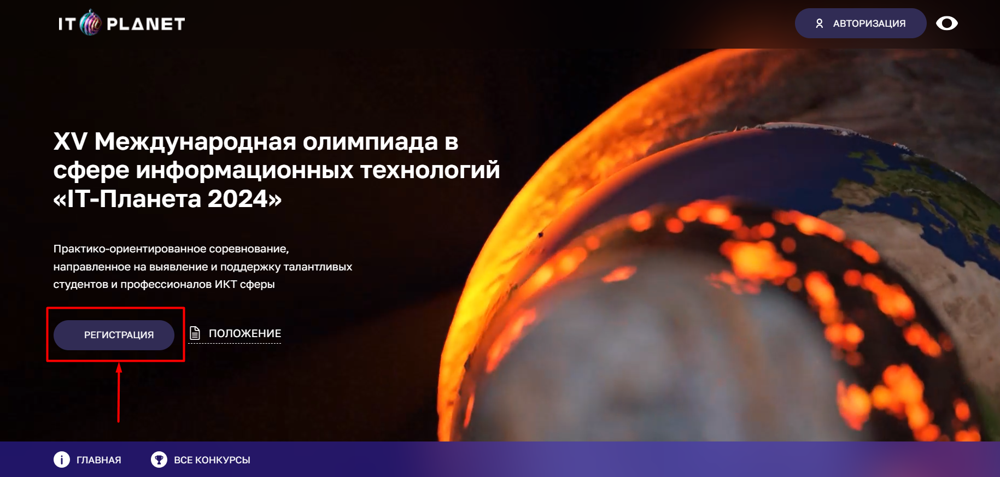 IT PLANET
АВТОРИЗАЦИЯ
XV Международная олимпиада в
сфере информационных технологий
«IT-Планета 2024»
Практико-ориентированное соревнование,
направленное на выявление и поддержку талантливых
студентов и профессионалов ИКТ сферы
РЕГИСТРАЦИЯ
ПОЛОЖЕНИЕ
ГЛАВНАЯ
ВСЕ КОНКУРСЫ